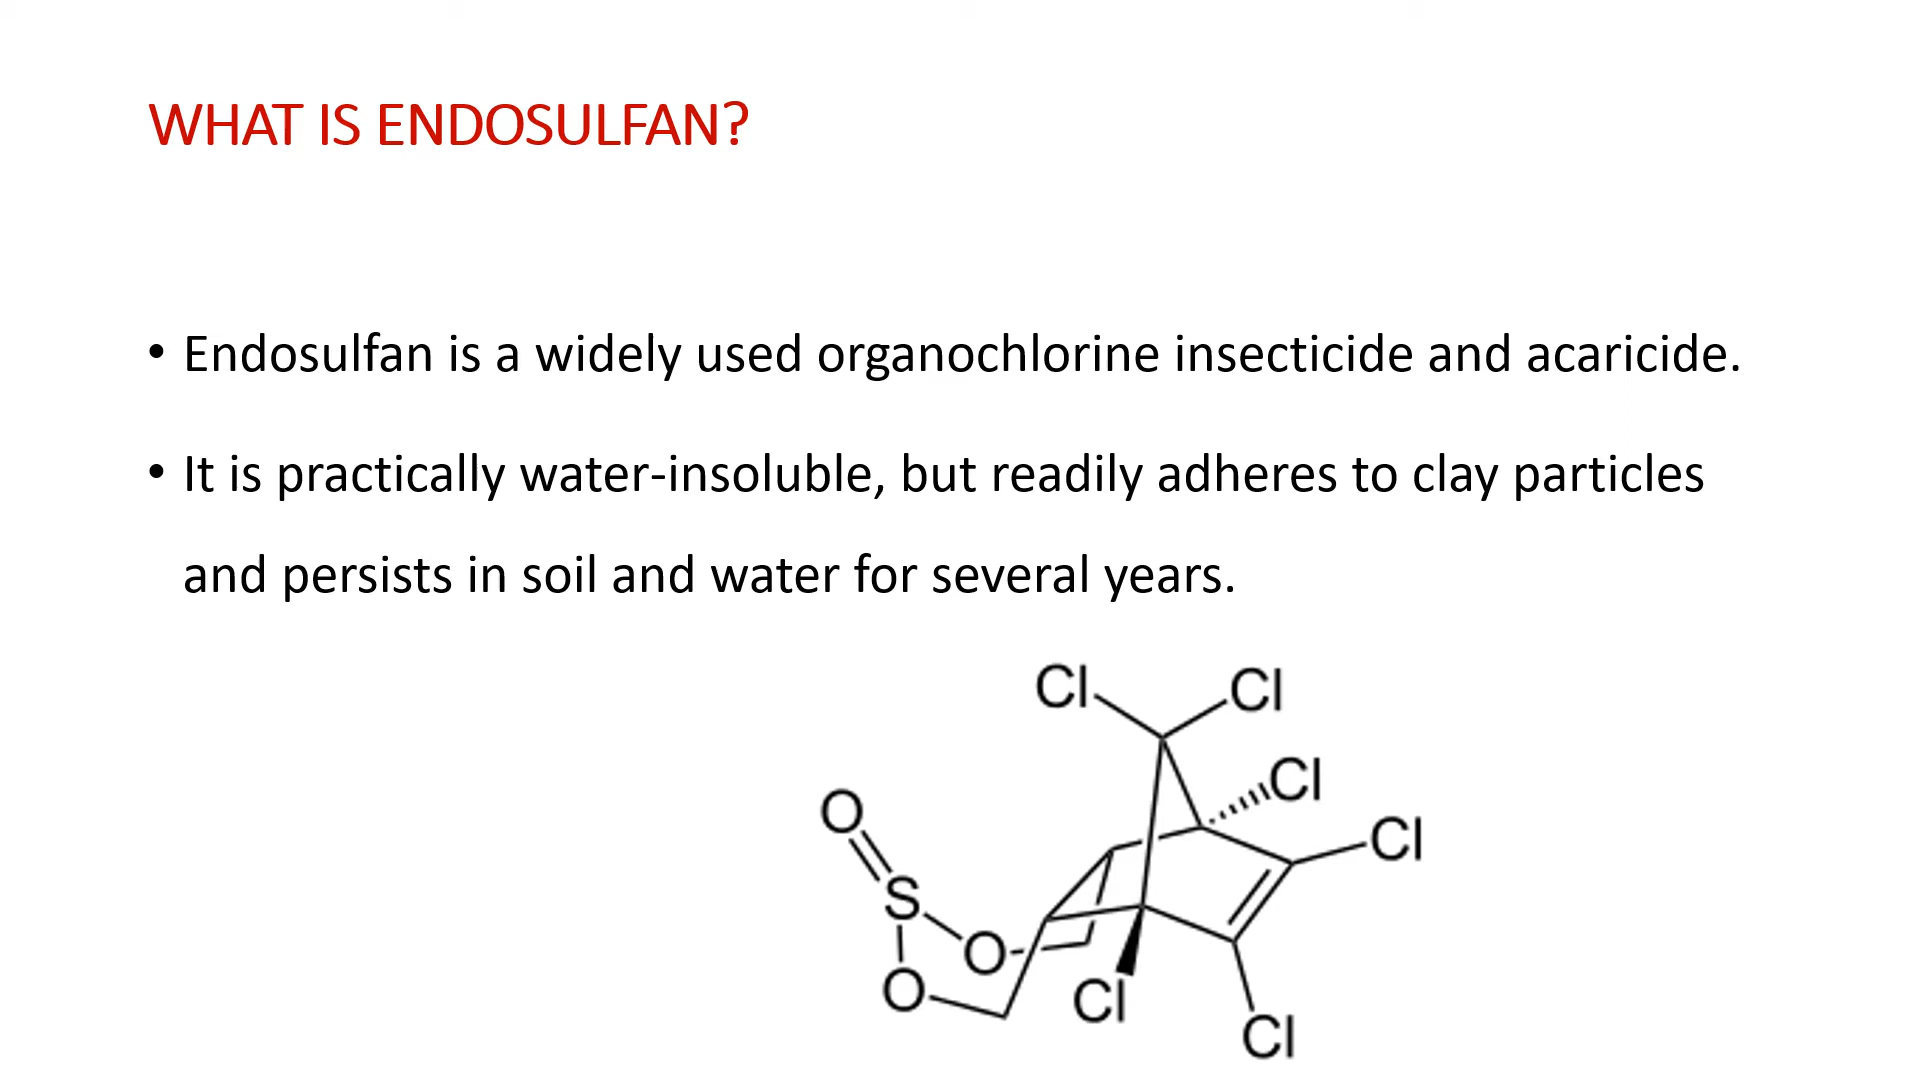 WHAT IS ENDOSULFAN?
• Endosulfan is a widely used organochlorine insecticide and acaricide.
• It is practically water-insoluble, but readily adheres to clay particles
and persists in soil and water for several years.
Cl Cl
Cl
O Cl
S
O
O Cl
Cl